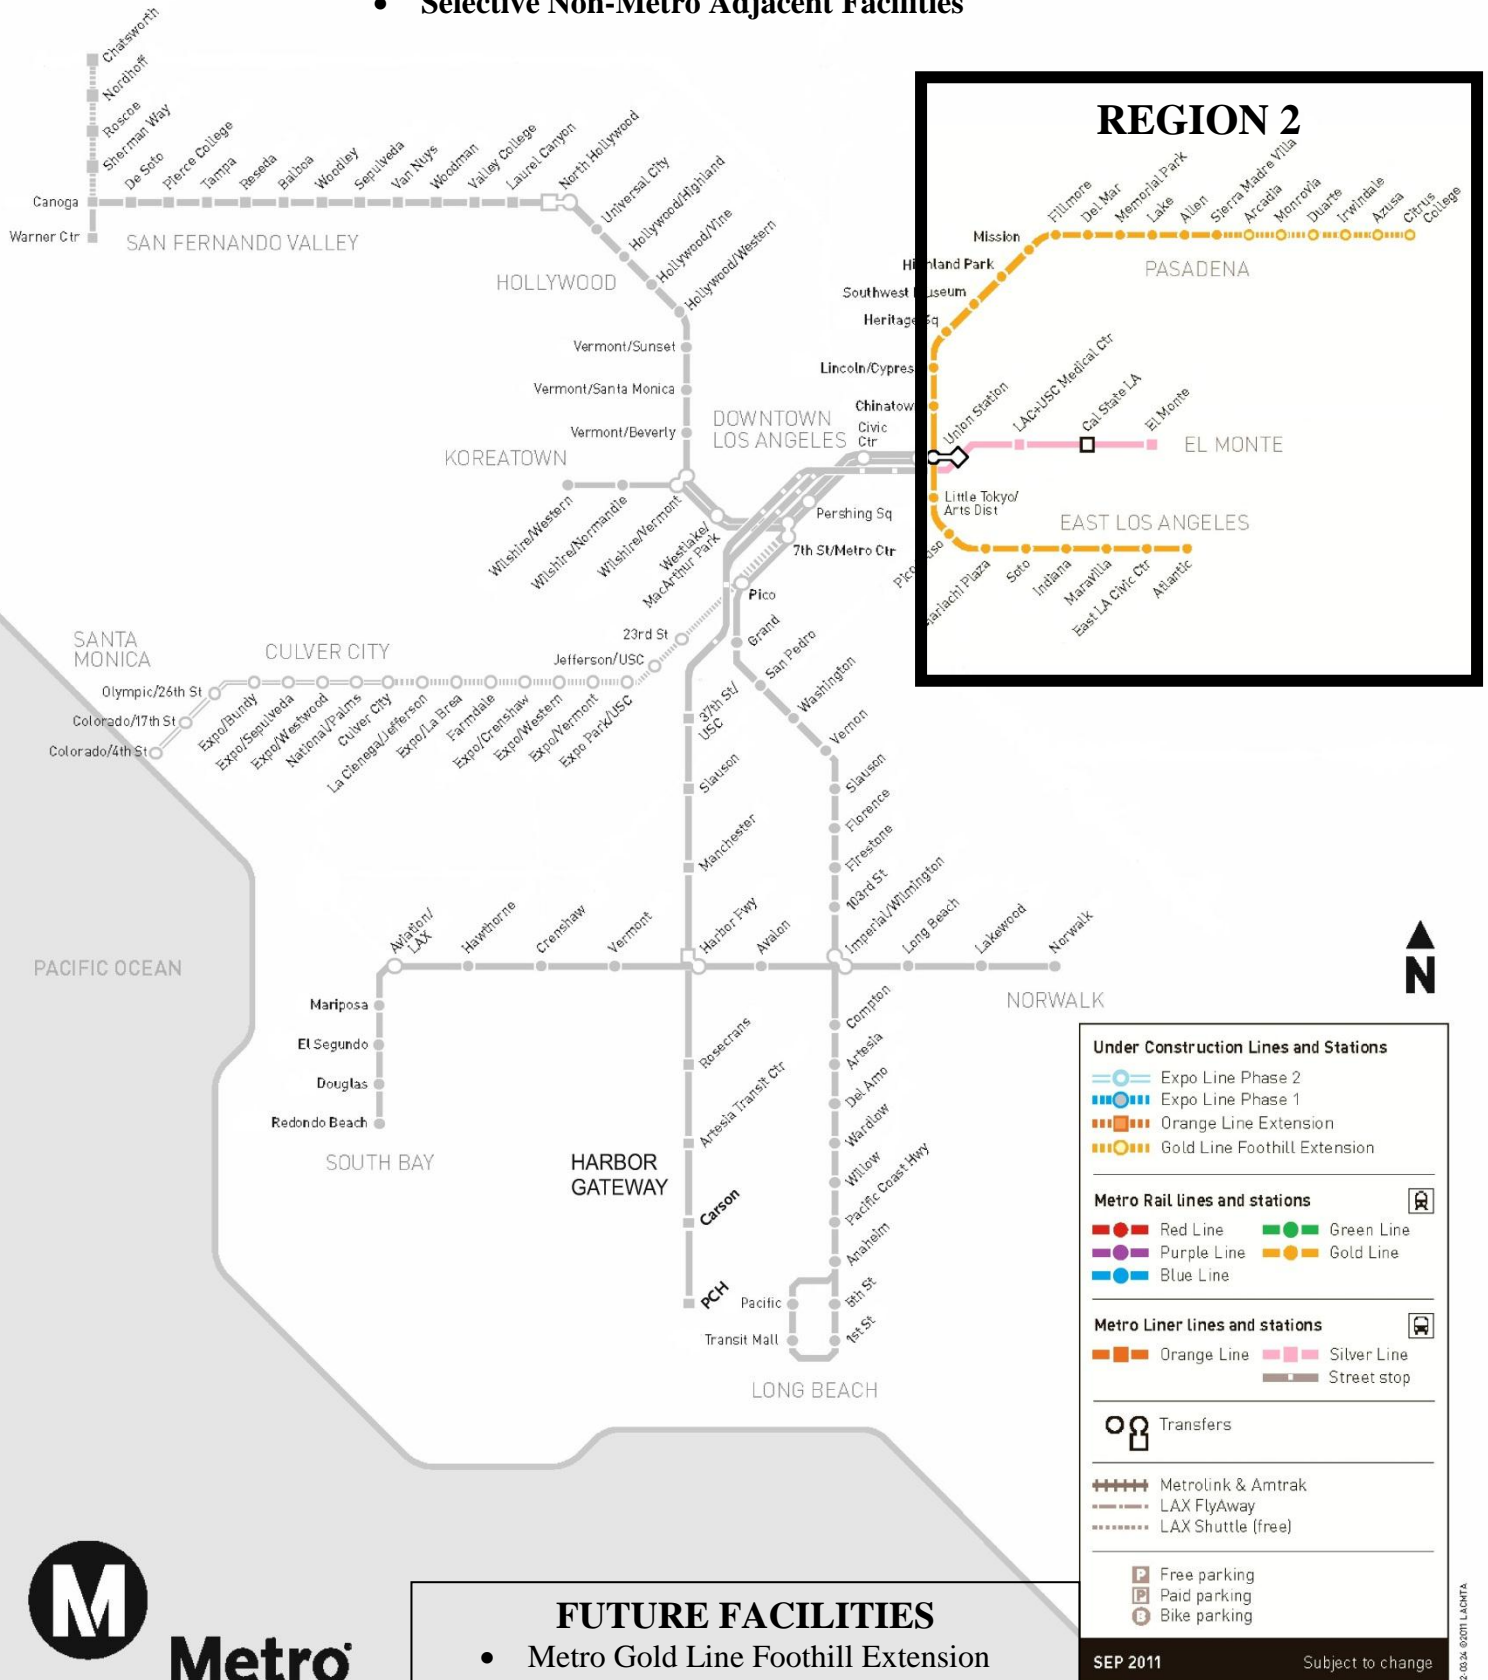 • Selective Non-Metro Adjacent Facilities
REGION 2
Chatsworth
Nordhoff
Roscoe
Sherman Way
Canoga
Warner Ctr
De Soto
Pierce College
Tampa
Reseda
Balboa
Woodley
Sepulveda
Van Nuys
Woodman
Valley College
Laurel Canyon
North Hollywood
SAN FERNANDO VALLEY
Universal City
Hollywood/Highland
Hollywood/Vine
Hollywood/Western
HOLLYWOOD
Vermont/Sunset
Vermont/Santa Monica
Vermont/Beverly
KOREATOWN
Wilshire/Western
Wilshire/Normandie
Wilshire/Vermont
Westlake/
MacArthur Park
DOWNTOWN
LOS ANGELES
Civic
Ctr
Pershing Sq
7th St/Metro Ctr
Pico
Fillmore
Del Mar
Memorial Park
Lake
Allen
Sierra Madre Villa
Arcadia
Monrovia
Duarte
Irwindale
Azusa
Citrus
College
Mission
PASADENA
Highland Park
Southwest Museum
Heritage Sq
Lincoln/Cypres
Chinatow
Union Station
LAC+USC Medical Ctr
Cal State LA
El Monte
EL MONTE
Little Tokyo/
Arts Dist
EAST LOS ANGELES
Pico
uso
ariachi Plaza
Soto
Indiana
Maravilla
East LA Civic Ctr
Atlantic
SANTA
MONICA
CULVER CITY
23rd St
Jefferson/USC
Olympic/26th St
Colorado/17th St
Colorado/4th St
Expo/Bundy
Expo/Sepulveda
Expo/Westwood
National/Palms
Culver City
La Cienega/Jefferson
Expo/La Brea
Farmdale
Expo/Crenshaw
Expo/Western
Expo/Vermont
Expo Park/USC
Grand
San Pedro
Washington
Vernon
Slauson
Florence
Firestone
103rd St
Imperial/Wilmington
37th St/
USC
Slauson
Manchester
Harbor Fwy
Aviation/
LAX
Hawthorne
Crenshaw
Vermont
Avalon
Long Beach
Lakewood
Norwalk
NORWALK
PACIFIC OCEAN
Mariposa
El Segundo
Douglas
Redondo Beach
SOUTH BAY
Rosecrans
Artesia Transit Ctr
HARBOR
GATEWAY
Carson
PCH
Compton
Artesia
Del Amo
Wardlow
Willow
Pacific Coast Hwy
Anaheim
5th St
1st St
Pacific
Transit Mall
LONG BEACH
N
Under Construction Lines and Stations
Expo Line Phase 2
Expo Line Phase 1
Orange Line Extension
Gold Line Foothill Extension
Metro Rail lines and stations
Red Line
Green Line
Purple Line
Gold Line
Blue Line
Metro Liner lines and stations
Orange Line
Silver Line
Street stop
Transfers
Metrolink & Amtrak
LAX FlyAway
LAX Shuttle (free)
P Free parking
P Paid parking
B Bike parking
SEP 2011 Subject to change
©2011 LACMTA
M
Metro
FUTURE FACILITIES
• Metro Gold Line Foothill Extension